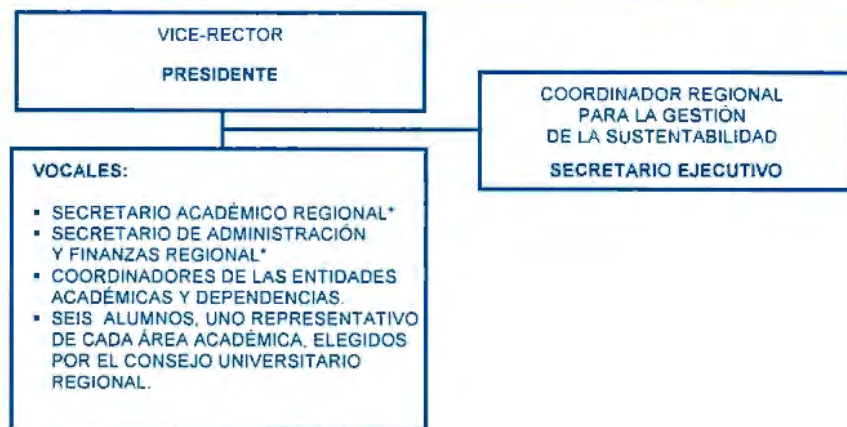 VICE-RECTOR
PRESIDENTE
COORDINADOR REGIONAL
PARA LA GESTIÓN
DE LA SUSTENTABILIDAD
SECRETARIO EJECUTIVO
VOCALES:
▪ SECRETARIO ACADÉMICO REGIONAL*
▪ SECRETARIO DE ADMINISTRACIÓN
Y FINANZAS REGIONAL*
▪ COORDINADORES DE LAS ENTIDADES
ACADÉMICAS Y DEPENDENCIAS.
▪ SEIS ALUMNOS, UNO REPRESENTATIVO
DE CADA ÁREA ACADÉMICA, ELEGIDOS
POR EL CONSEJO UNIVERSITARIO
REGIONAL.